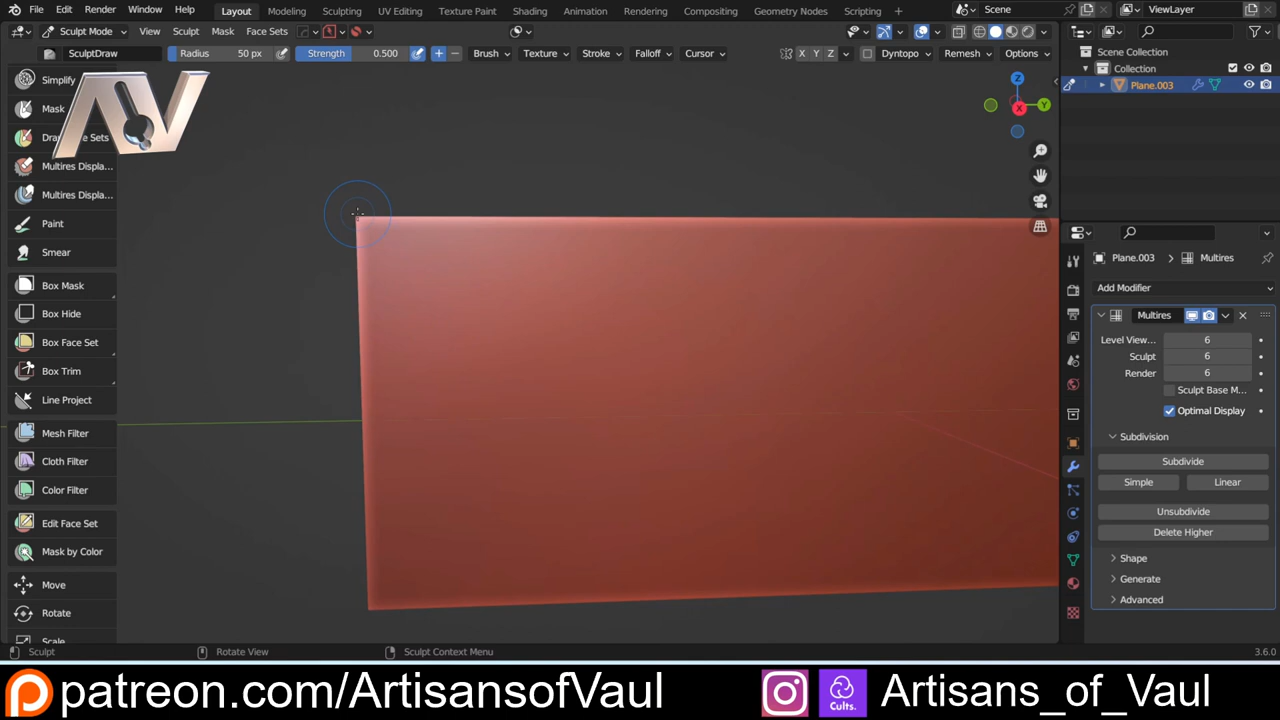 File Edit Render Window Help Layout Modeling Sculpting UV Editing Texture Paint Shading Animation Rendering Compositing Geometry Nodes Scripting Scene ViewLayer
Sculpt Mode View Sculpt Mask Face Sets
SculptDraw Radius 50 px Strength 0.500 + − Brush Texture Stroke Falloff Cursor X Y Z Dyntopo Remesh Options
Scene Collection
Collection
Plane.003
Simplify
Mask
AV
Multires Displa...
Multires Displa...
Paint
Smear
Box Mask
Box Hide
Box Face Set
Box Trim
Line Project
Mesh Filter
Cloth Filter
Color Filter
Edit Face Set
Mask by Color
Move
Rotate
Scale
Z
Y
X
Plane.003 > Multires
Add Modifier
Multires
Level View... 6
Sculpt 6
Render 6
Sculpt Base M...
Optimal Display
Subdivision
Subdivide
Simple Linear
Unsubdivide
Delete Higher
Shape
Generate
Advanced
Sculpt Rotate View Sculpt Context Menu 3.6.0
patreon.com/ArtisansofVaul Cults. Artisans_of_Vaul